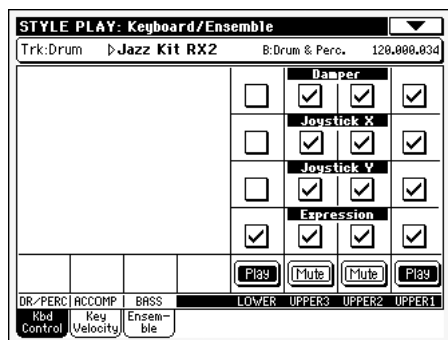 STYLE PLAY: Keyboard/Ensemble
Trk:Drum ▷Jazz Kit RX2 B:Drum & Perc. 120.000.034
Damper
Joystick X
Joystick Y
Expression
Play Mute Mute Play
DR/PERC ACCOMP BASS LOWER UPPER3 UPPER2 UPPER1
Kbd Key Ensem-
Control Velocity ble